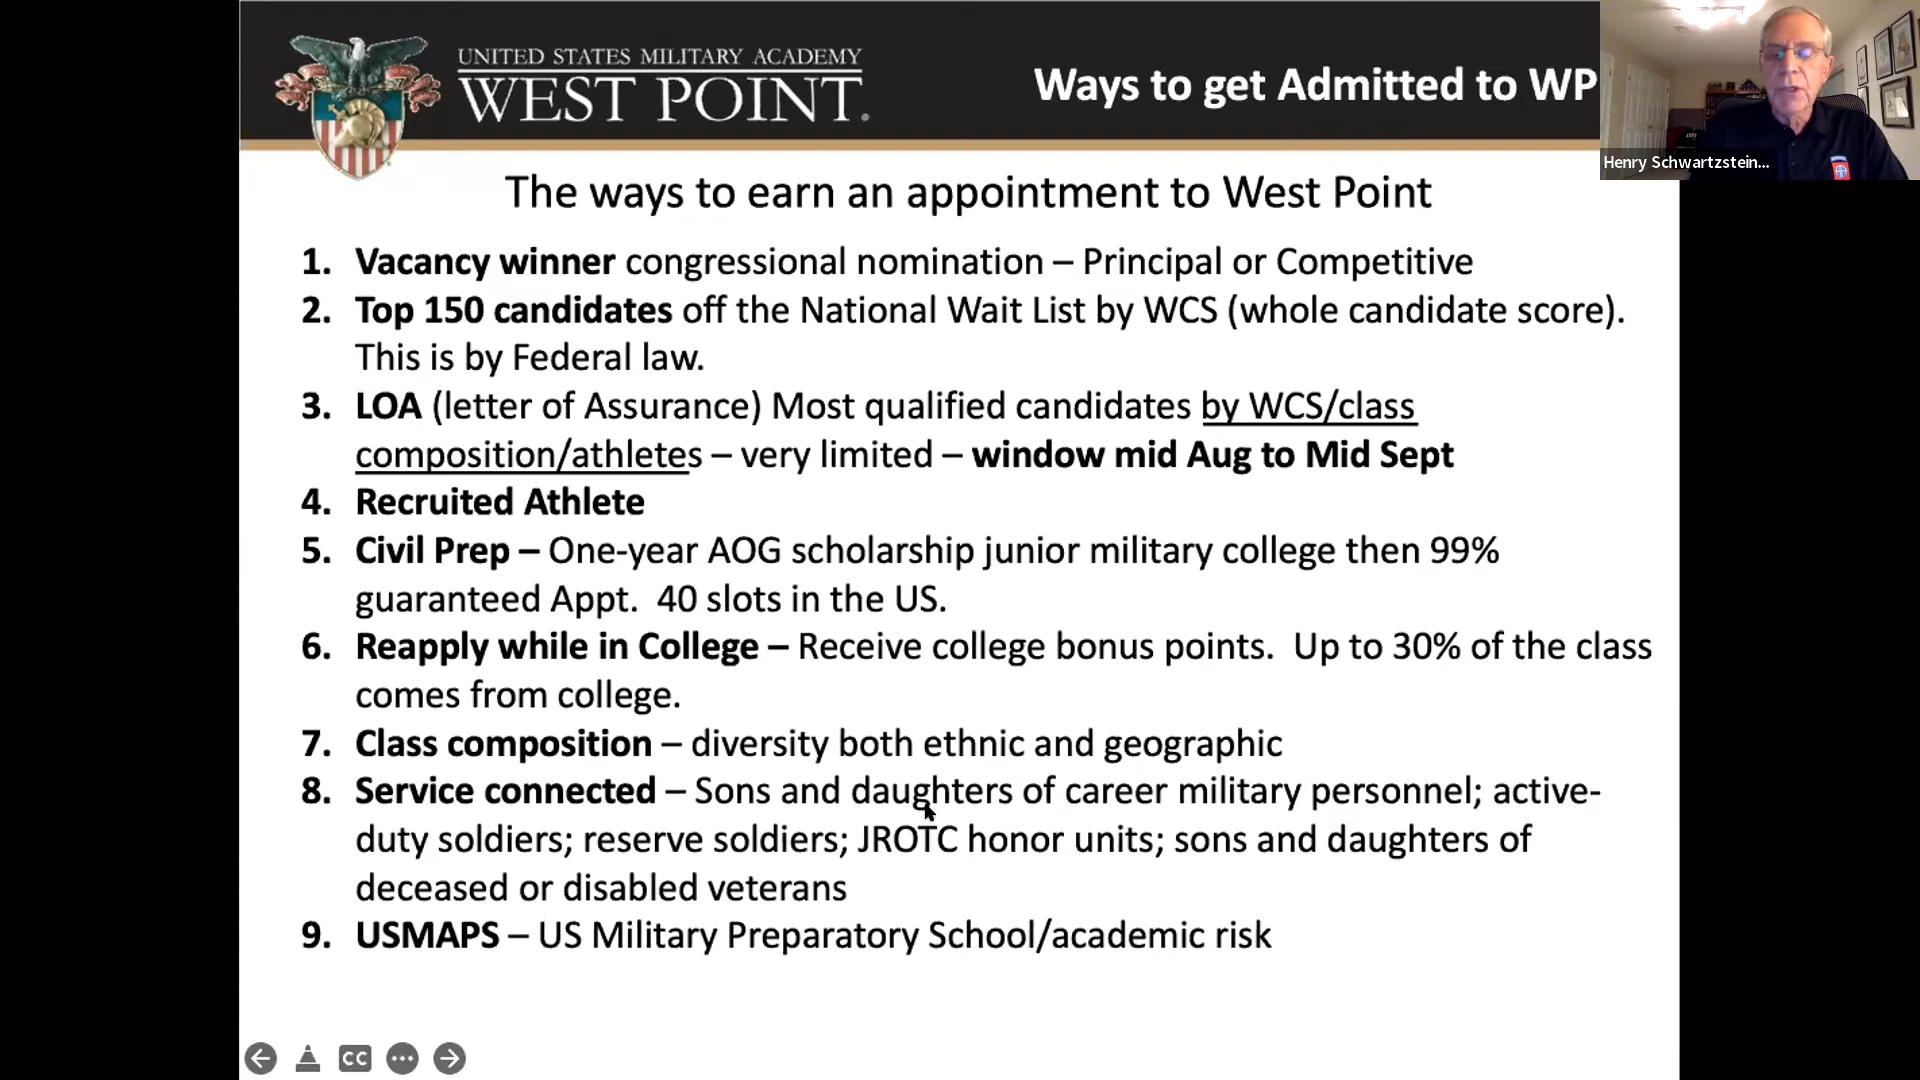 UNITED STATES MILITARY ACADEMY
WEST POINT.
Ways to get Admitted to WP
Henry Schwartzstein...
The ways to earn an appointment to West Point
1. Vacancy winner congressional nomination – Principal or Competitive
2. Top 150 candidates off the National Wait List by WCS (whole candidate score).
This is by Federal law.
3. LOA (letter of Assurance) Most qualified candidates by WCS/class
composition/athletes – very limited – window mid Aug to Mid Sept
4. Recruited Athlete
5. Civil Prep – One-year AOG scholarship junior military college then 99%
guaranteed Appt.  40 slots in the US.
6. Reapply while in College – Receive college bonus points.  Up to 30% of the class
comes from college.
7. Class composition – diversity both ethnic and geographic
8. Service connected – Sons and daughters of career military personnel; active-
duty soldiers; reserve soldiers; JROTC honor units; sons and daughters of
deceased or disabled veterans
9. USMAPS – US Military Preparatory School/academic risk
CC